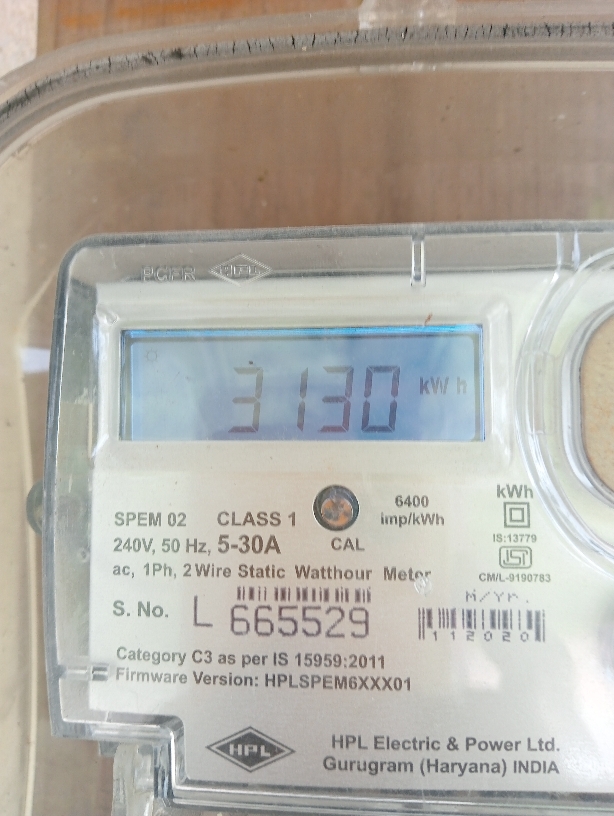 3130 kWh
6400
imp/kWh
kWh
SPEM 02 CLASS 1
240V, 50 Hz, 5-30A
CAL
IS:13779
ISI
CM/L-9190783
ac, 1Ph, 2 Wire Static Watthour Meter
M/Yr.
S. No. L 665529
112020
Category C3 as per IS 15959:2011
Firmware Version: HPLSPEM6XXX01
HPL
HPL Electric & Power Ltd.
Gurugram (Haryana) INDIA